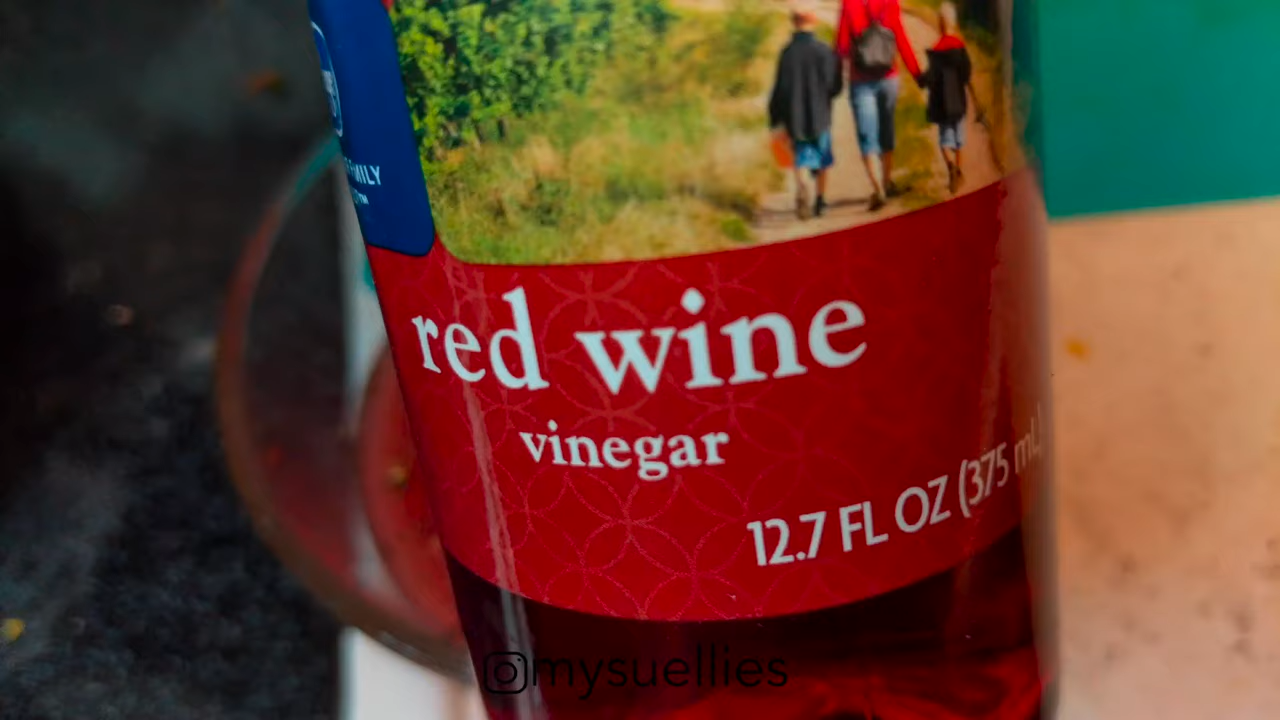 red wine
vinegar
12.7 FL OZ (375 mL)
mysuellies